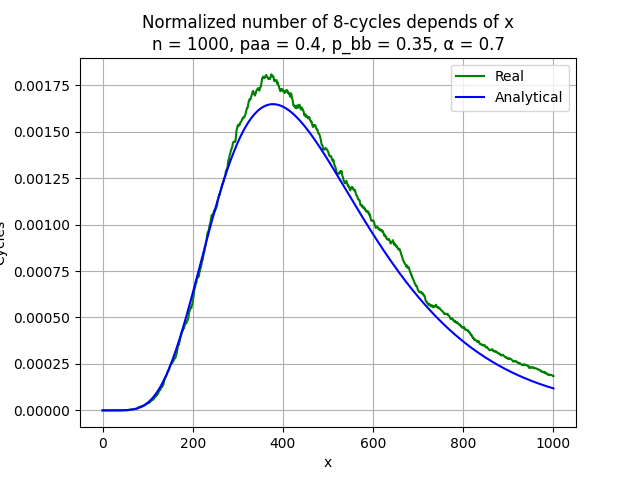 Normalized number of 8-cycles depends of x
n = 1000, paa = 0.4, p_bb = 0.35, α = 0.7
Real
Analytical
0.00175
0.00150
0.00125
0.00100
0.00075
0.00050
0.00025
0.00000
0 200 400 600 800 1000
x